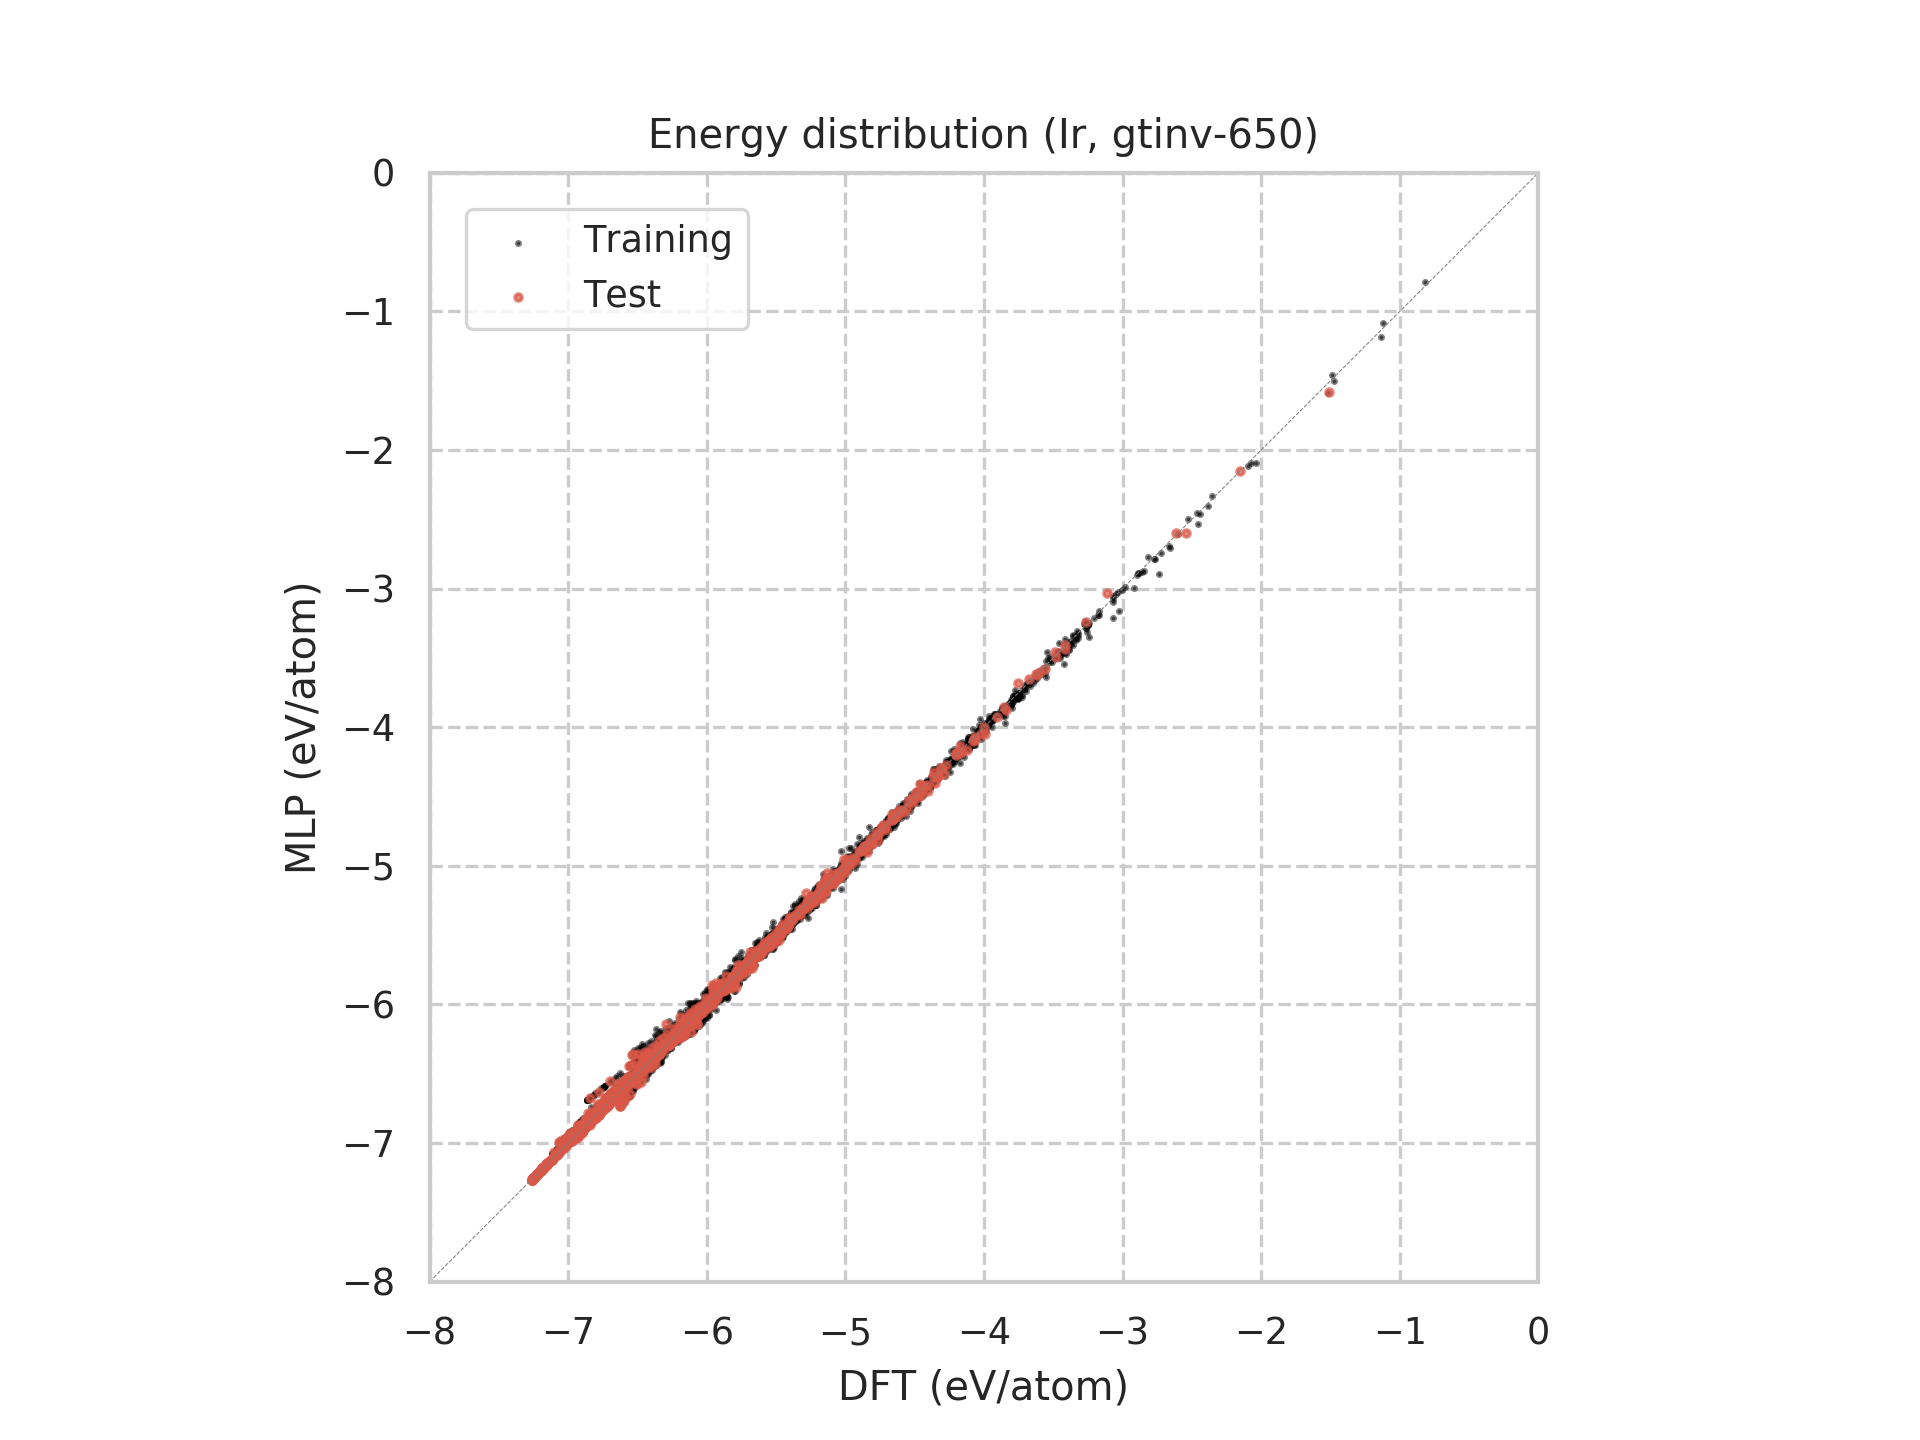 Energy distribution (Ir, gtinv-650)
Training
Test
0
−1
−2
−3
−4
−5
−6
−7
−8
MLP (eV/atom)
−8 −7 −6 −5 −4 −3 −2 −1 0
DFT (eV/atom)